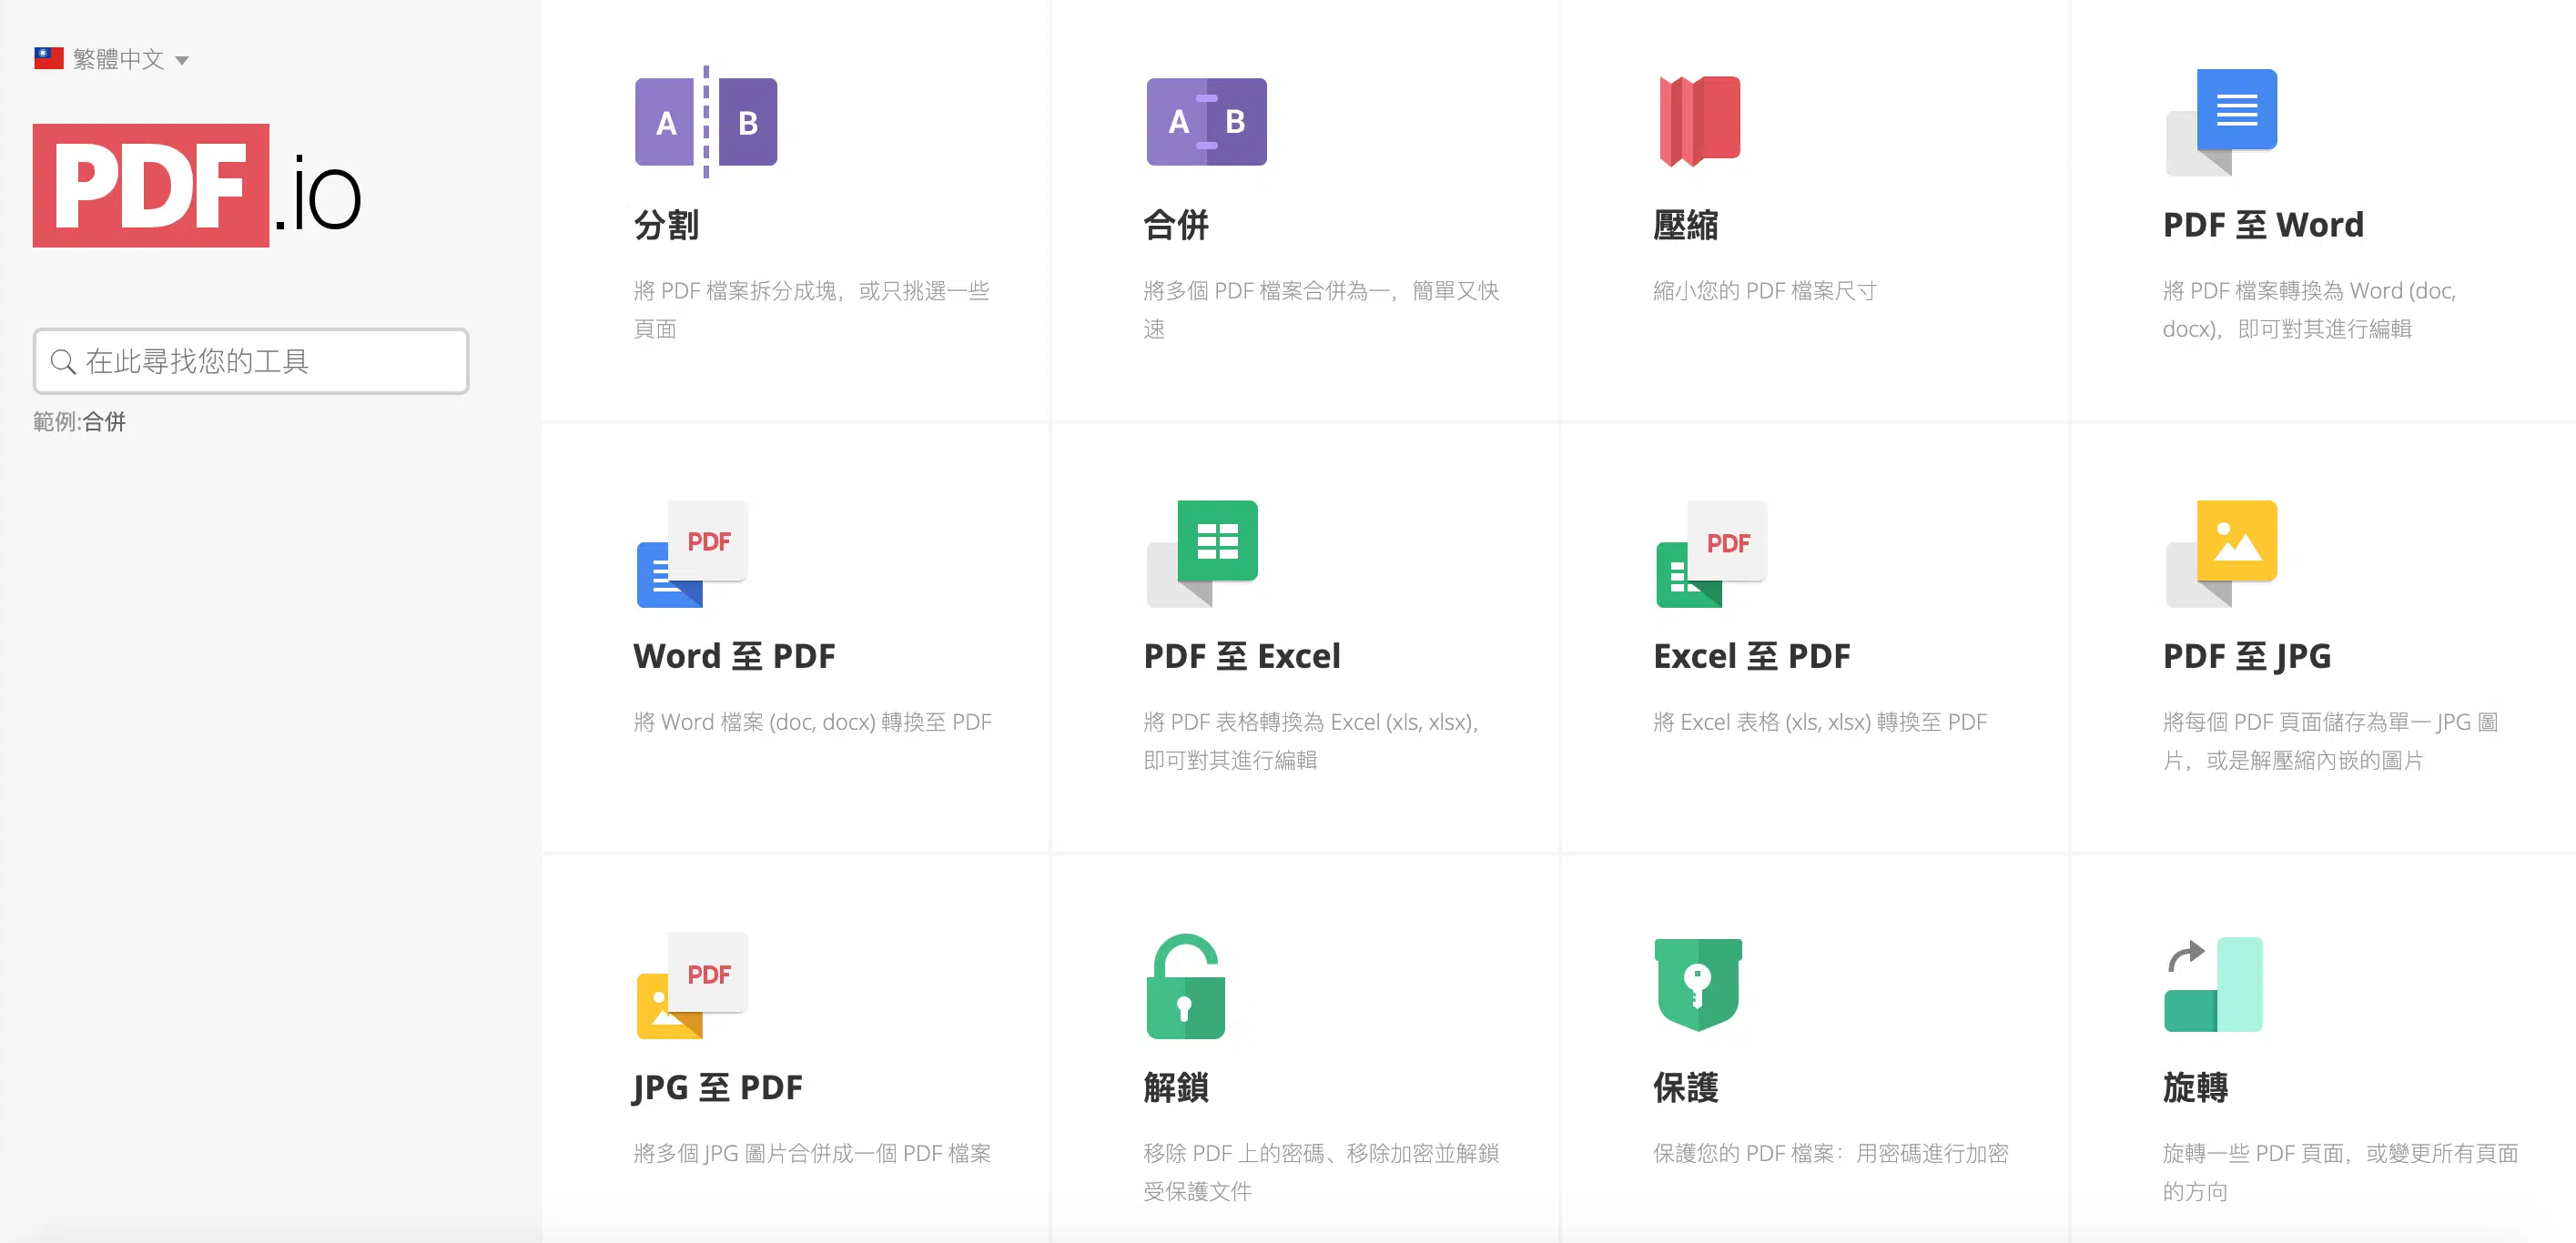 繁體中文
PDF.io
在此尋找您的工具
範例:合併
A B
分割
將 PDF 檔案拆分成塊，或只挑選一些
頁面
A B
合併
將多個 PDF 檔案合併為一，簡單又快
速
壓縮
縮小您的 PDF 檔案尺寸
PDF 至 Word
將 PDF 檔案轉換為 Word (doc,
docx)，即可對其進行編輯
PDF
Word 至 PDF
將 Word 檔案 (doc, docx) 轉換至 PDF
PDF 至 Excel
將 PDF 表格轉換為 Excel (xls, xlsx)，
即可對其進行編輯
PDF
Excel 至 PDF
將 Excel 表格 (xls, xlsx) 轉換至 PDF
PDF 至 JPG
將每個 PDF 頁面儲存為單一 JPG 圖
片，或是解壓縮內嵌的圖片
PDF
JPG 至 PDF
將多個 JPG 圖片合併成一個 PDF 檔案
解鎖
移除 PDF 上的密碼、移除加密並解鎖
受保護文件
保護
保護您的 PDF 檔案：用密碼進行加密
旋轉
旋轉一些 PDF 頁面，或變更所有頁面
的方向